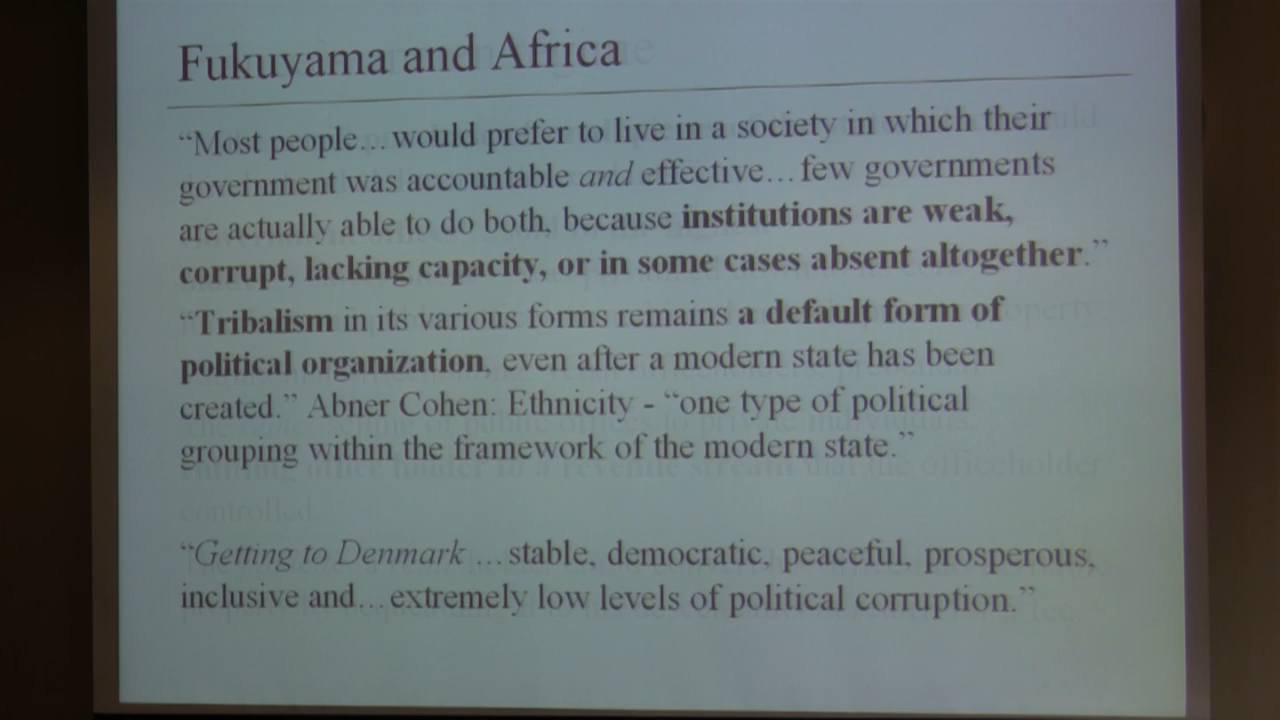 Fukuyama and Africa
“Most people…would prefer to live in a society in which their
government was accountable and effective…few governments
are actually able to do both, because institutions are weak,
corrupt, lacking capacity, or in some cases absent altogether.”
“Tribalism in its various forms remains a default form of
political organization, even after a modern state has been
created.” Abner Cohen: Ethnicity - “one type of political
grouping within the framework of the modern state.”
“Getting to Denmark …stable, democratic, peaceful, prosperous,
inclusive and…extremely low levels of political corruption.”